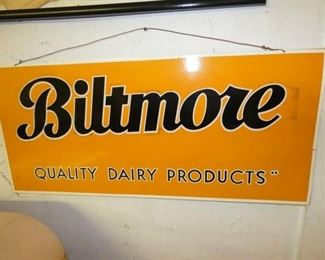 Biltmore
QUALITY DAIRY PRODUCTS"